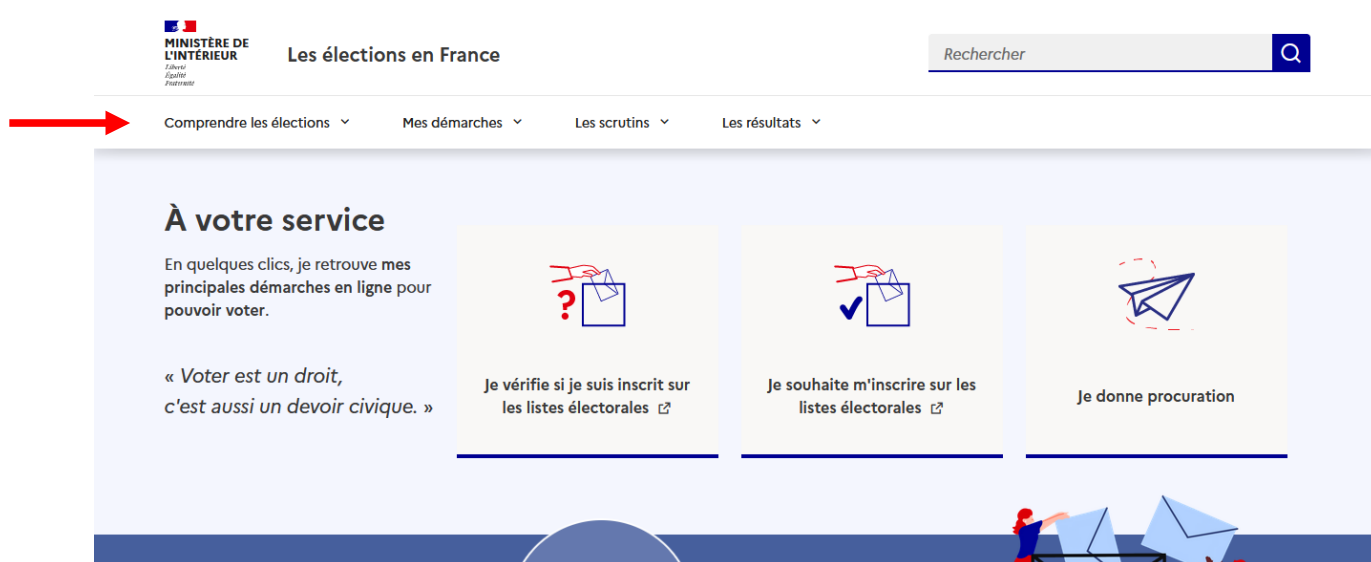 MINISTÈRE DE
L'INTÉRIEUR
Liberté
Égalité
Fraternité
Les élections en France
Rechercher
Comprendre les élections
Mes démarches
Les scrutins
Les résultats
À votre service
En quelques clics, je retrouve mes
principales démarches en ligne pour
pouvoir voter.
« Voter est un droit,
c'est aussi un devoir civique. »
?
Je vérifie si je suis inscrit sur
les listes électorales
Je souhaite m'inscrire sur les
listes électorales
Je donne procuration